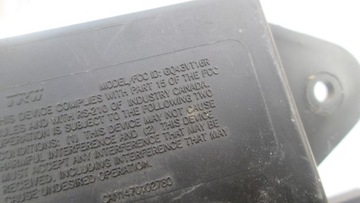 TRW
MODEL/FCC ID: GQ43VT16R
THIS DEVICE COMPLIES WITH PART 15 OF THE FCC
RULES AND WITH RSS-210 OF INDUSTRY CANADA.
OPERATION IS SUBJECT TO THE FOLLOWING TWO
CONDITIONS: (1) THIS DEVICE MAY NOT CAUSE
HARMFUL INTERFERENCE AND (2) THE DEVICE
MUST ACCEPT ANY INTERFERENCE THAT MAY BE
RECEIVED, INCLUDING INTERFERENCE THAT MAY
CAUSE UNDESIRED OPERATION.